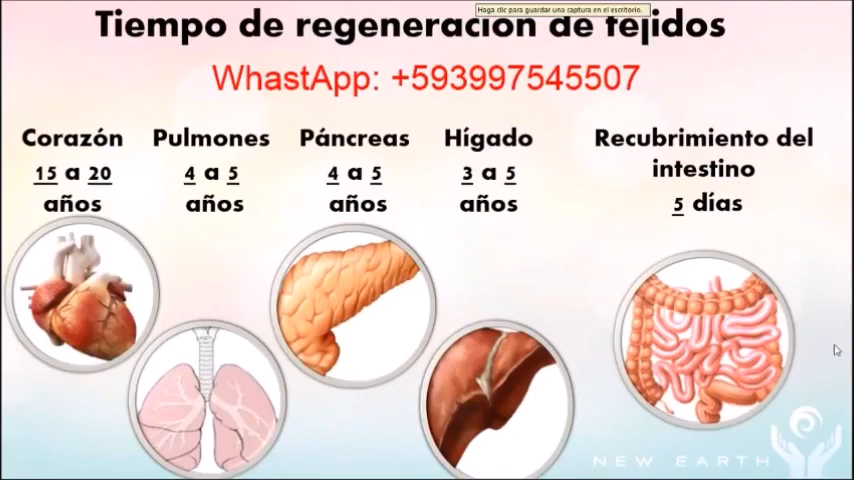 Haga clic para guardar una captura en el escritorio.
Tiempo de regeneración de tejidos
WhastApp: +593997545507
Corazón
15 a 20
años
Pulmones
4 a 5
años
Páncreas
4 a 5
años
Hígado
3 a 5
años
Recubrimiento del
intestino
5 días
NEW EARTH